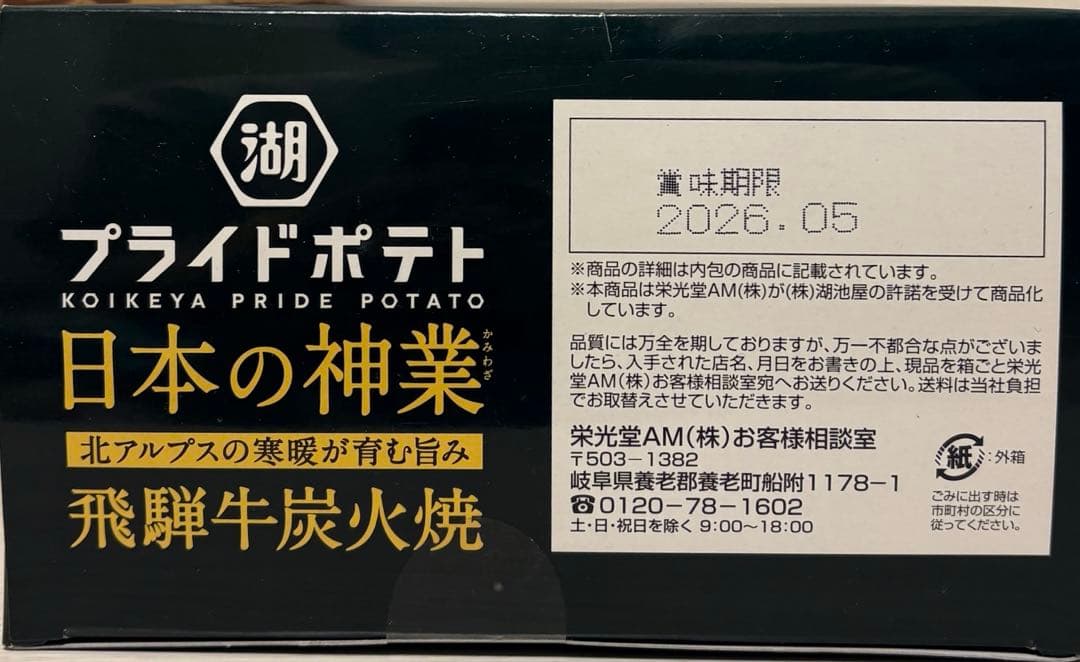 湖
プライドポテト
KOIKEYA PRIDE POTATO
日本の神業
かみわざ
北アルプスの寒暖が育む旨み
飛騨牛炭火焼
賞味期限
2026.05
※商品の詳細は内包の商品に記載されています。
※本商品は栄光堂AM(株)が(株)湖池屋の許諾を受けて商品化
しています。
品質には万全を期しておりますが、万一不都合な点がございま
したら、入手された店名、月日をお書きの上、現品を箱ごと栄光
堂AM(株)お客様相談室宛へお送りください。送料は当社負担
でお取替えさせていただきます。
栄光堂AM(株)お客様相談室
〒503-1382
岐阜県養老郡養老町船附1178-1
☎0120-78-1602
土・日・祝日を除く 9:00~18:00
紙:外箱
ごみに出す時は
市町村の区分に
従ってください。